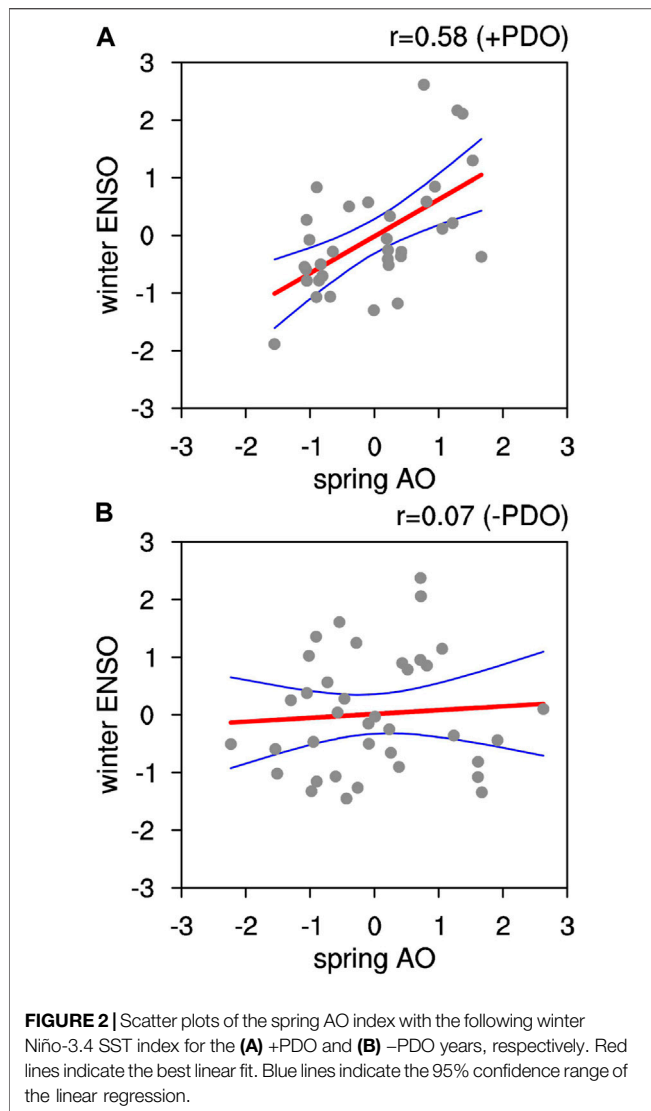 A
r=0.58 (+PDO)
3
2
1
0
-1
-2
-3
winter ENSO
-3 -2 -1 0 1 2 3
spring AO
B
r=0.07 (-PDO)
3
2
1
0
-1
-2
-3
winter ENSO
-3 -2 -1 0 1 2 3
spring AO
FIGURE 2 | Scatter plots of the spring AO index with the following winter
Niño-3.4 SST index for the (A) +PDO and (B) –PDO years, respectively. Red
lines indicate the best linear fit. Blue lines indicate the 95% confidence range of
the linear regression.